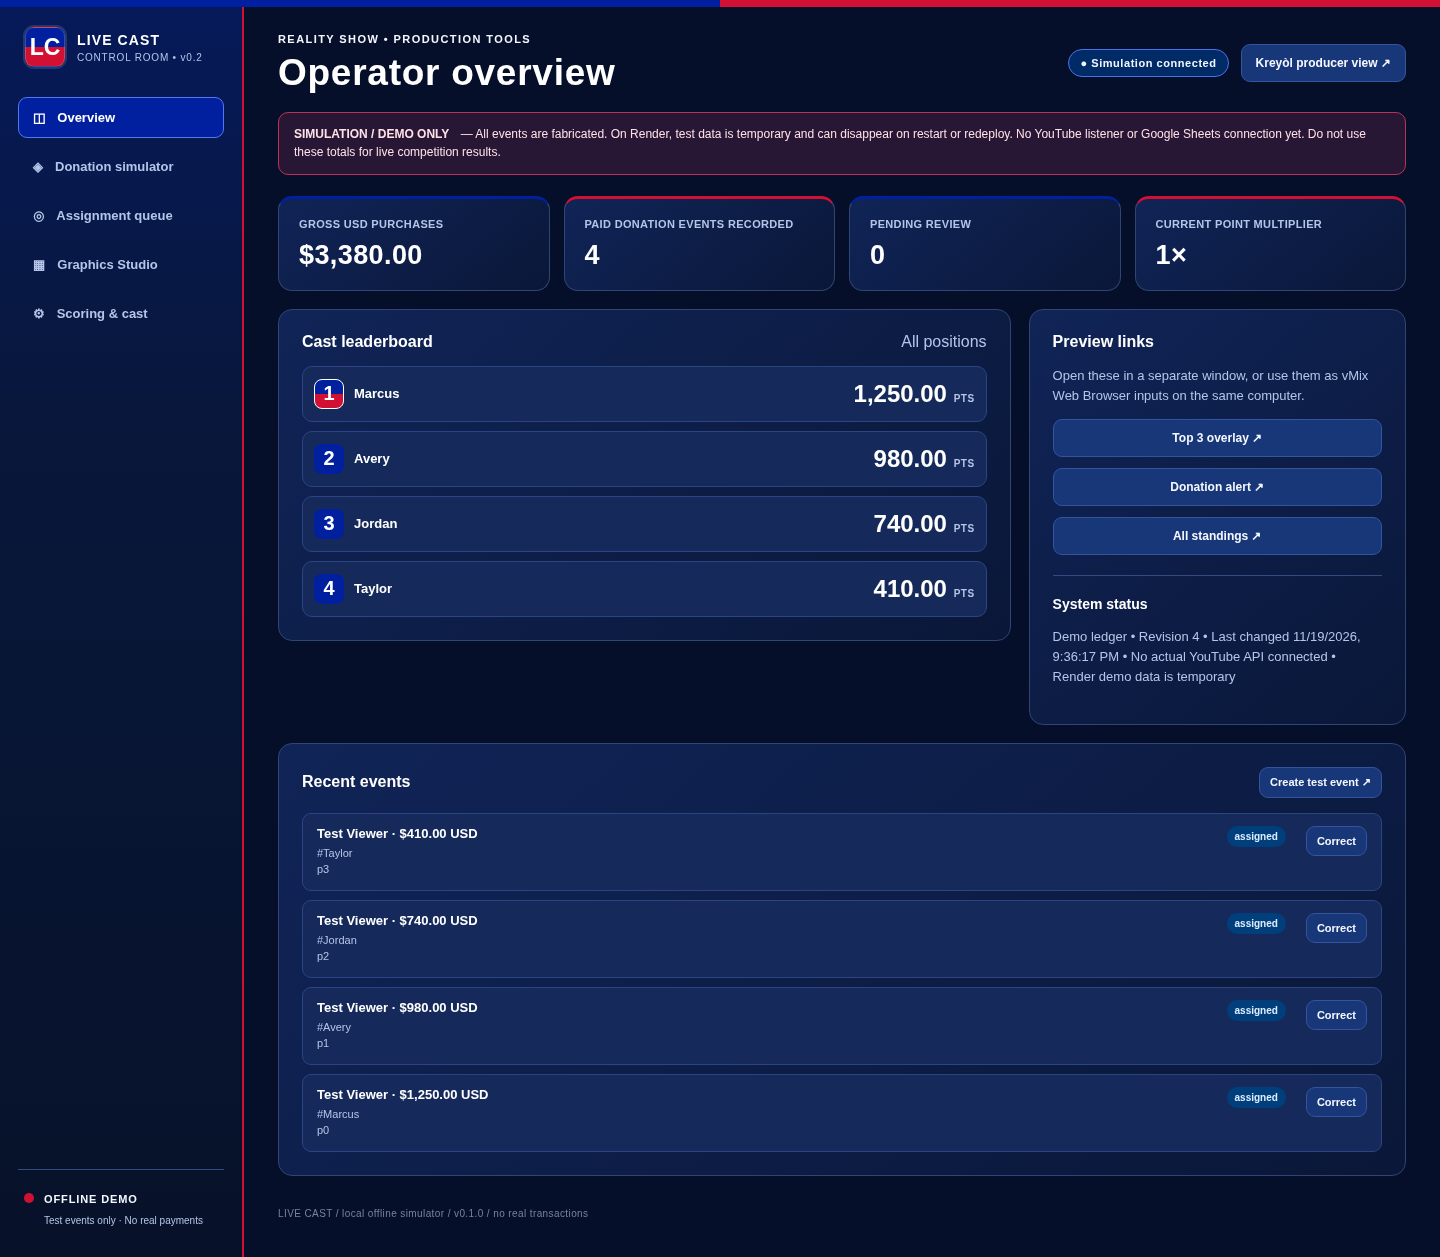 LC
LIVE CAST
CONTROL ROOM • v0.2
Overview
Donation simulator
Assignment queue
Graphics Studio
Scoring & cast
OFFLINE DEMO
Test events only · No real payments
REALITY SHOW • PRODUCTION TOOLS
Operator overview
● Simulation connected
Kreyòl producer view ↗
SIMULATION / DEMO ONLY — All events are fabricated. On Render, test data is temporary and can disappear on restart or redeploy. No YouTube listener or Google Sheets connection yet. Do not use
these totals for live competition results.
GROSS USD PURCHASES
$3,380.00
PAID DONATION EVENTS RECORDED
4
PENDING REVIEW
0
CURRENT POINT MULTIPLIER
1×
Cast leaderboard
All positions
1 Marcus 1,250.00 PTS
2 Avery 980.00 PTS
3 Jordan 740.00 PTS
4 Taylor 410.00 PTS
Preview links
Open these in a separate window, or use them as vMix
Web Browser inputs on the same computer.
Top 3 overlay ↗
Donation alert ↗
All standings ↗
System status
Demo ledger • Revision 4 • Last changed 11/19/2026,
9:36:17 PM • No actual YouTube API connected •
Render demo data is temporary
Recent events
Create test event ↗
Test Viewer · $410.00 USD
#Taylor
p3
assigned
Correct
Test Viewer · $740.00 USD
#Jordan
p2
assigned
Correct
Test Viewer · $980.00 USD
#Avery
p1
assigned
Correct
Test Viewer · $1,250.00 USD
#Marcus
p0
assigned
Correct
LIVE CAST / local offline simulator / v0.1.0 / no real transactions